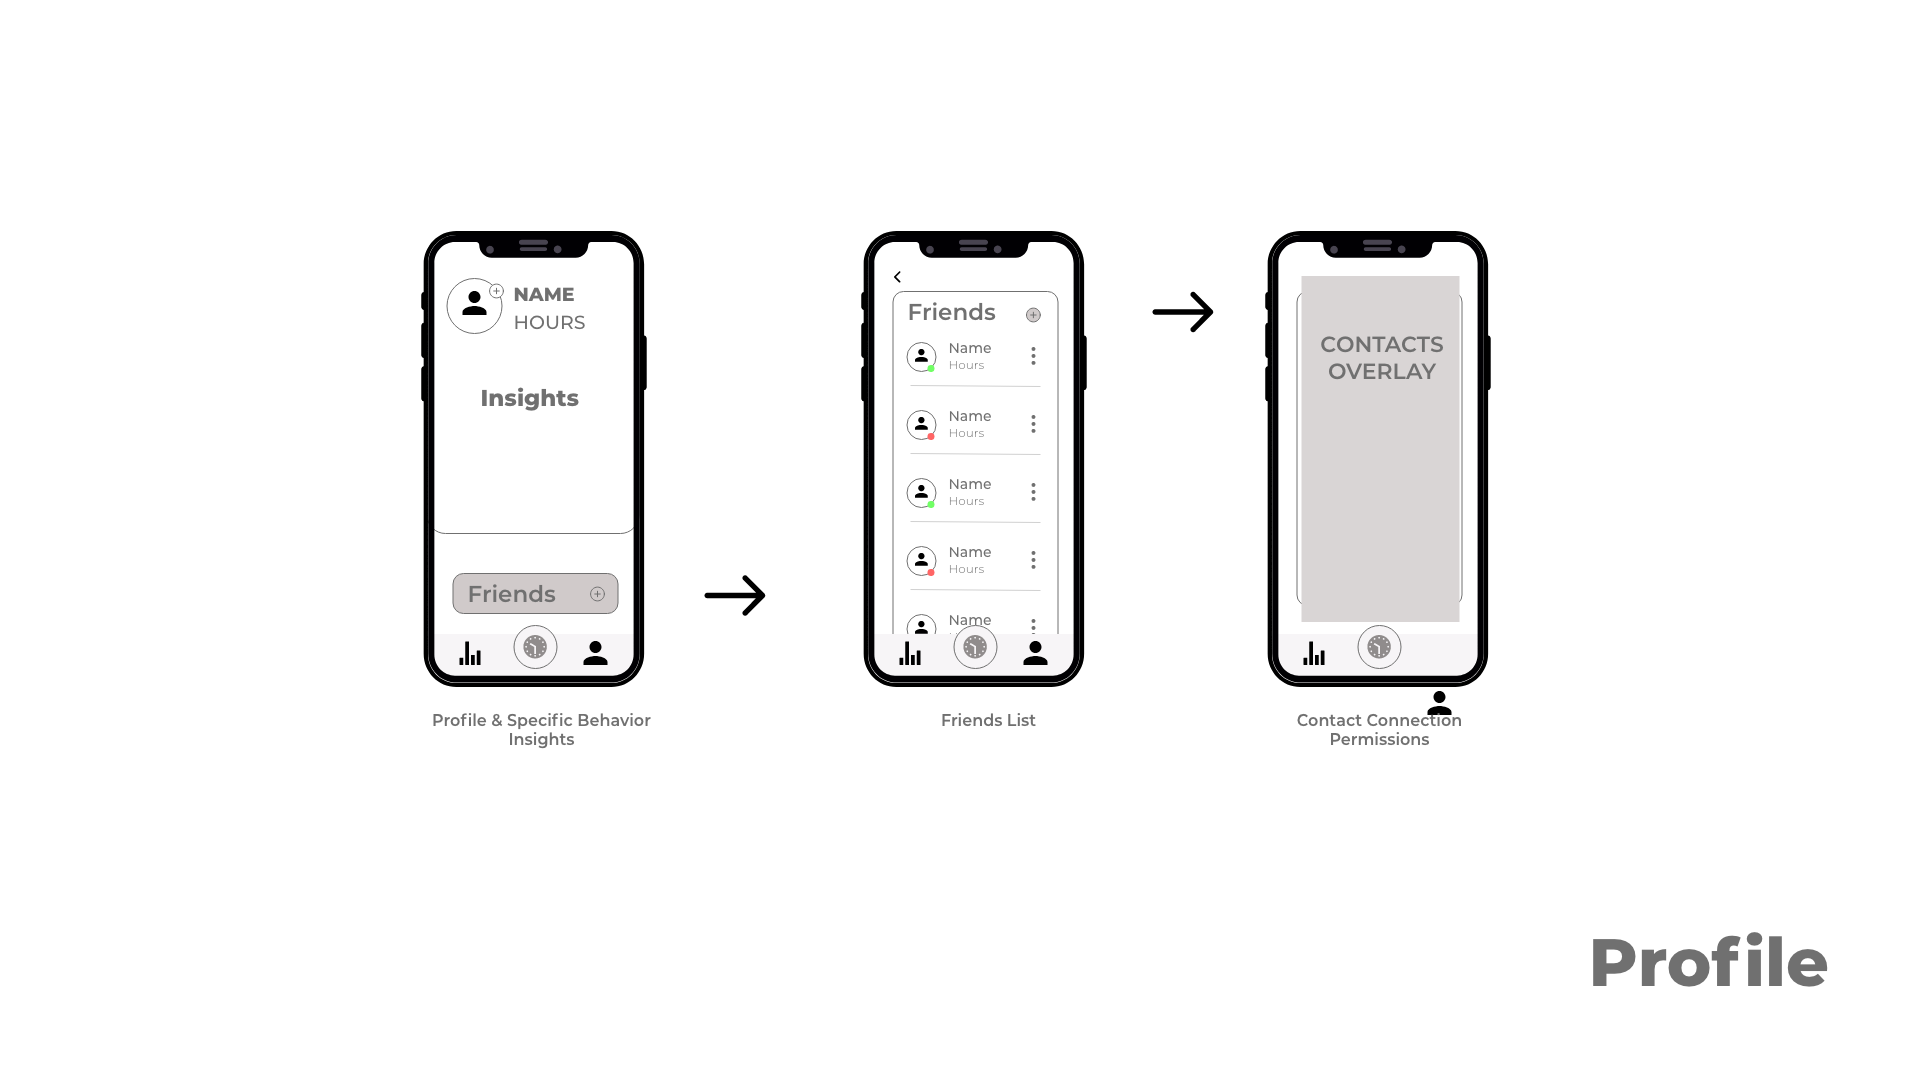 NAME
HOURS
Insights
Friends
Profile & Specific Behavior
Insights
Friends
Name
Hours
Name
Hours
Name
Hours
Name
Hours
Name
Friends List
CONTACTS
OVERLAY
Contact Connection
Permissions
Profile